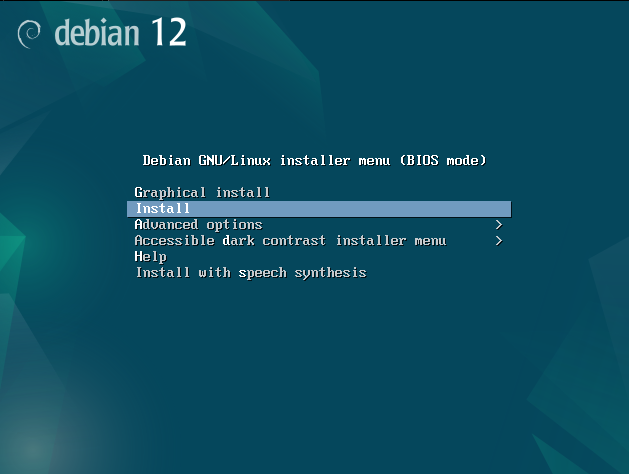 debian 12
Debian GNU/Linux installer menu (BIOS mode)
Graphical install
Install
Advanced options >
Accessible dark contrast installer menu >
Help
Install with speech synthesis